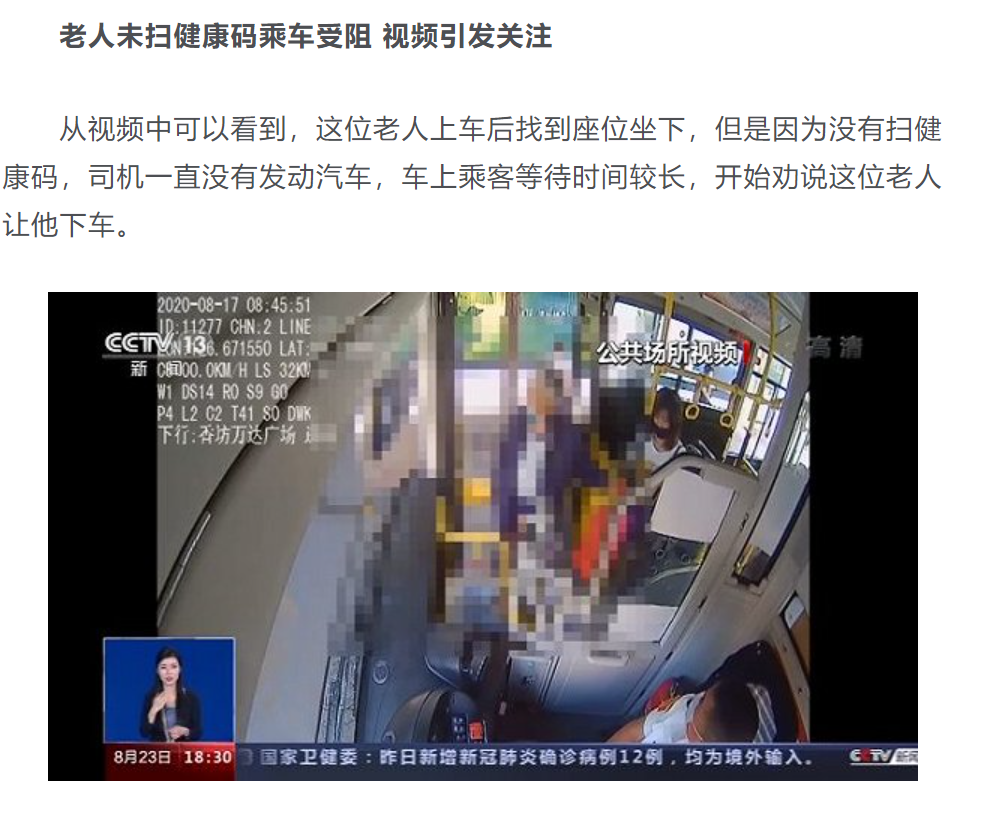 老人未扫健康码乘车受阻 视频引发关注
从视频中可以看到，这位老人上车后找到座位坐下，但是因为没有扫健
康码，司机一直没有发动汽车，车上乘客等待时间较长，开始劝说这位老人
让他下车。
2020-08-17 08:45:51
ID:11277 CHN:2 LINE
671550 LAT:
00.0KM/H LS 32KM
W1 DS14 R0 S9 G0
P4 L2 C2 T41 S0 DWK
下行:香坊万达广场
CCTV 13
新 闻
公共场所视频
高清
8月23日 18:30
国家卫健委：昨日新增新冠肺炎确诊病例12例，均为境外输入。
CCTV 新闻